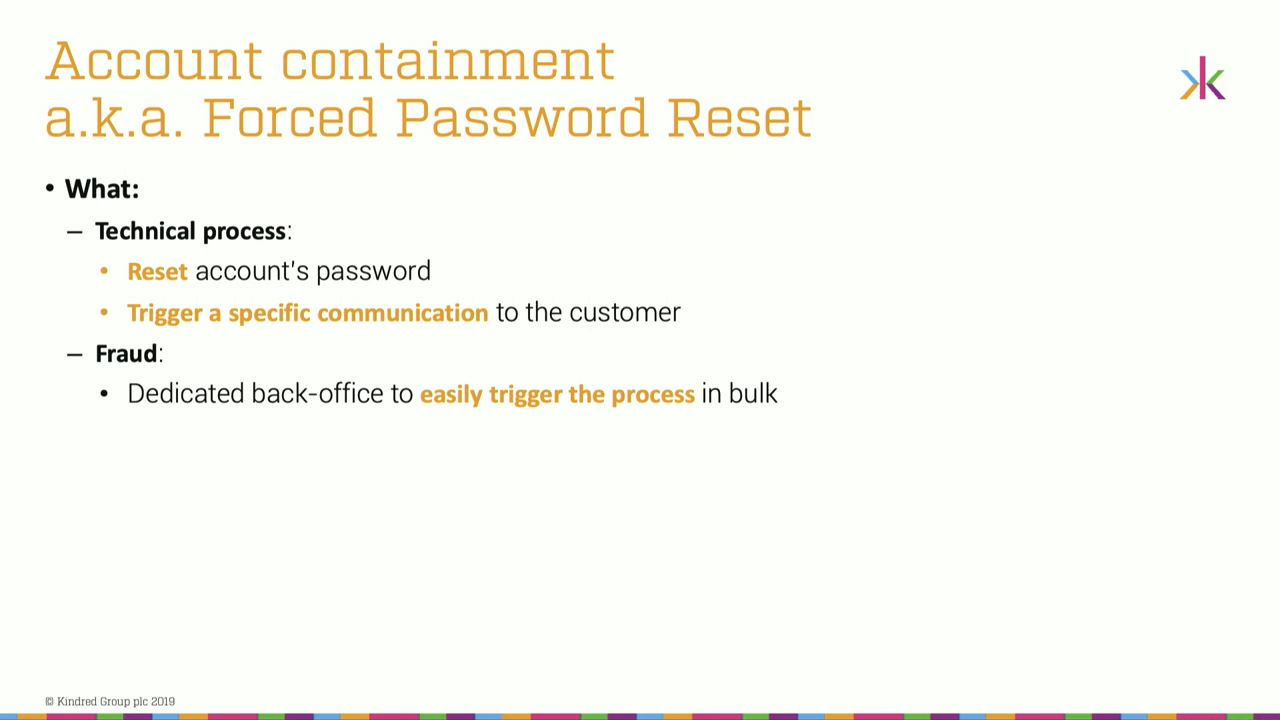 Account containment
a.k.a. Forced Password Reset
• What:
– Technical process:
• Reset account's password
• Trigger a specific communication to the customer
– Fraud:
• Dedicated back-office to easily trigger the process in bulk
© Kindred Group plc 2019